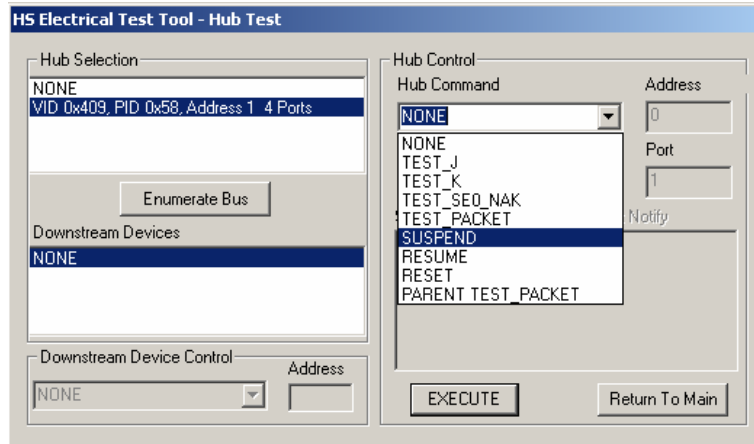 HS Electrical Test Tool - Hub Test
Hub Selection
NONE
VID 0x409, PID 0x58, Address 1 4 Ports
Enumerate Bus
Downstream Devices
NONE
Downstream Device Control
Address
NONE
Hub Control
Hub Command
Address
NONE
0
NONE
TEST_J
TEST_K
TEST_SE0_NAK
TEST_PACKET
SUSPEND
RESUME
RESET
PARENT TEST_PACKET
Port
1
Notify
EXECUTE
Return To Main